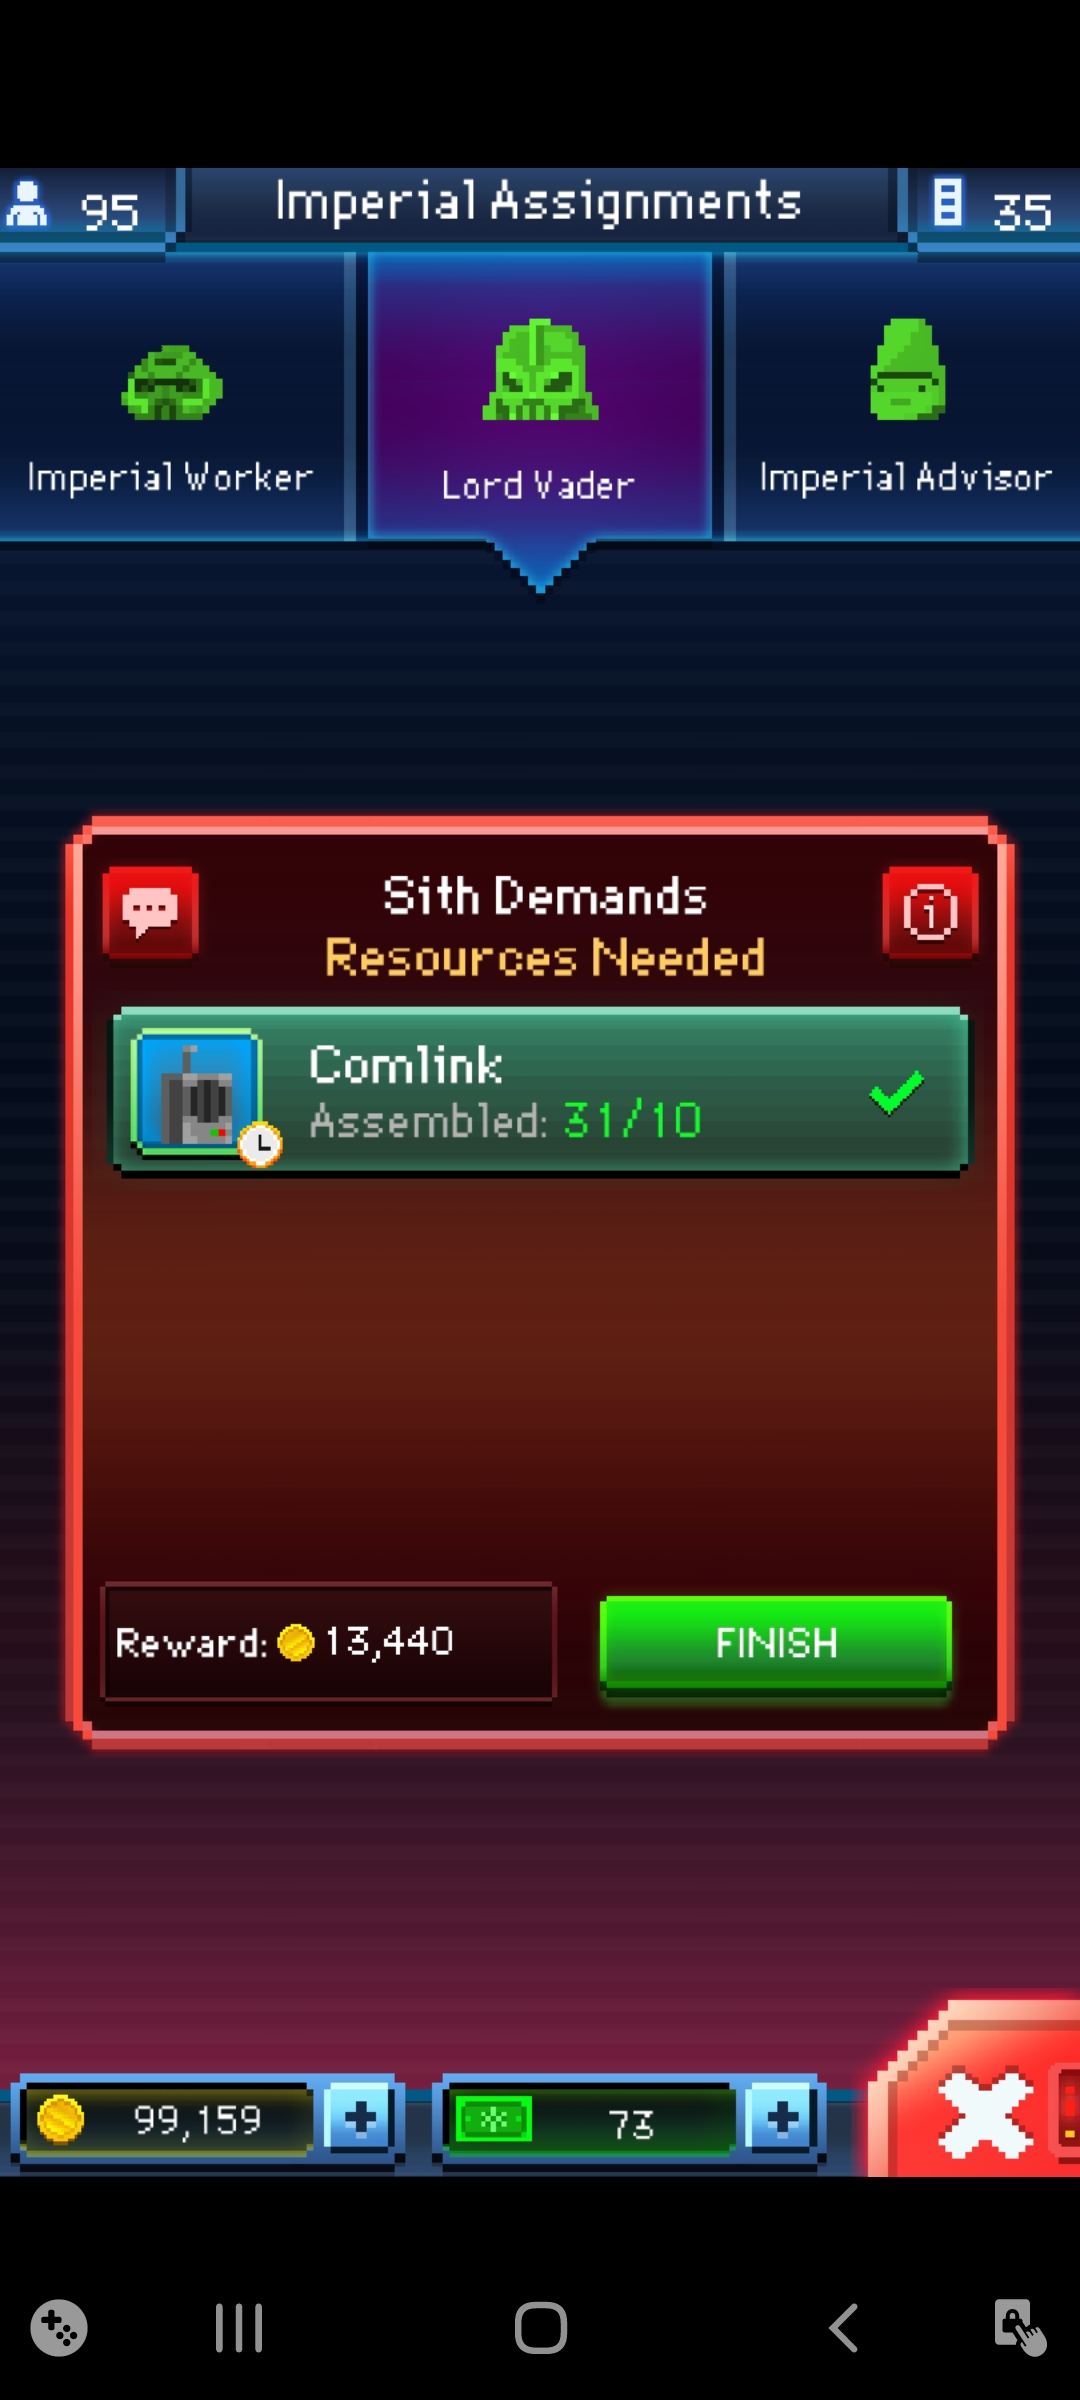 95
Imperial Assignments
35
Imperial Worker
Lord Vader
Imperial Advisor
Sith Demands
Resources Needed
Comlink
Assembled: 31/10
Reward: 13,440
FINISH
99,159
73